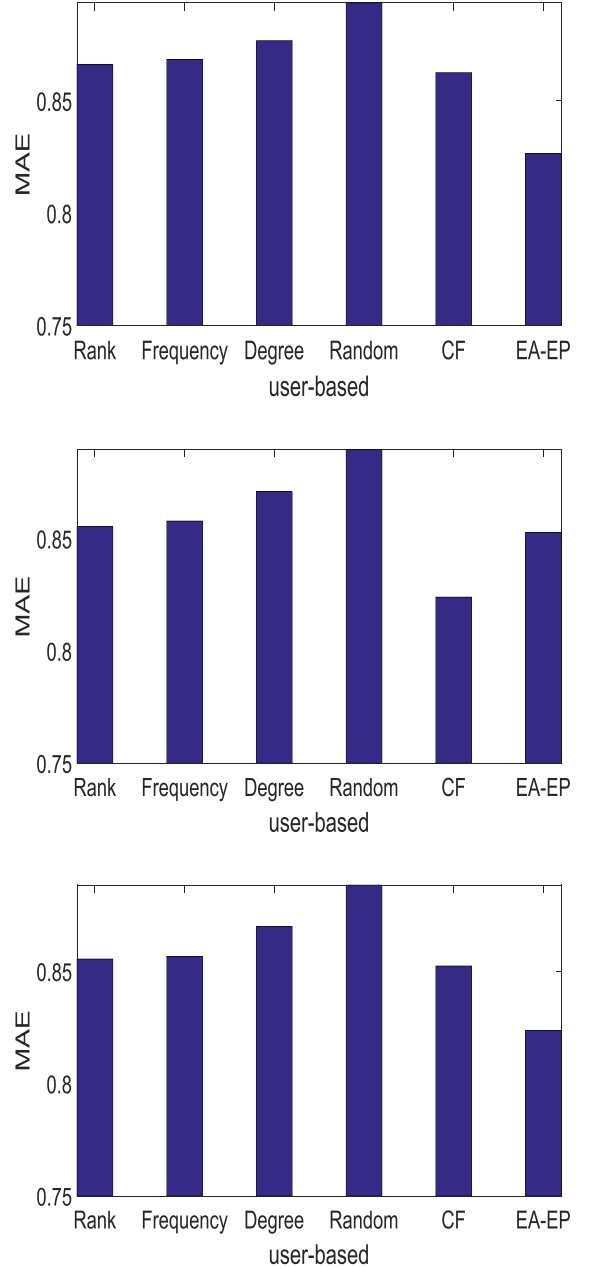 MAE
0.85
0.8
0.75
Rank Frequency Degree Random CF EA-EP
user-based
MAE
0.85
0.8
0.75
Rank Frequency Degree Random CF EA-EP
user-based
MAE
0.85
0.8
0.75
Rank Frequency Degree Random CF EA-EP
user-based